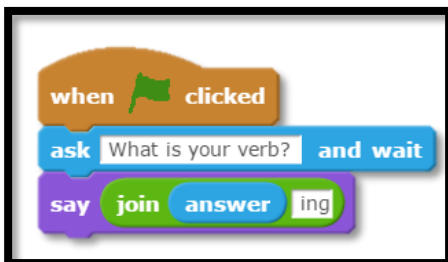 when clicked
ask What is your verb? and wait
say join answer ing